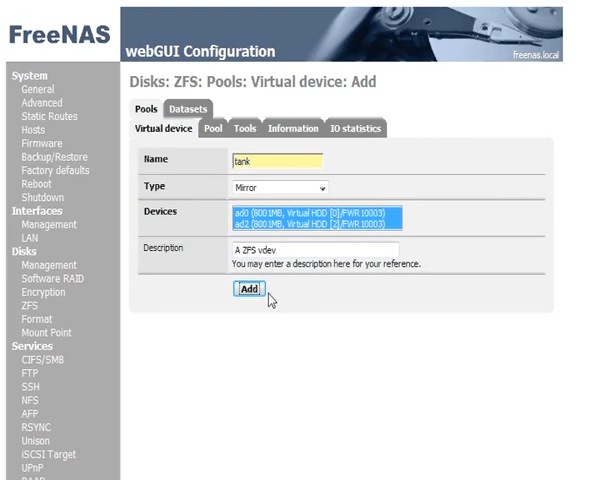 FreeNAS
webGUI Configuration
freenas.local
System
General
Advanced
Static Routes
Hosts
Firmware
Backup/Restore
Factory defaults
Reboot
Shutdown
Interfaces
Management
LAN
Disks
Management
Software RAID
Encryption
ZFS
Format
Mount Point
Services
CIFS/SMB
FTP
SSH
NFS
AFP
RSYNC
Unison
iSCSI Target
UPnP
Disks: ZFS: Pools: Virtual device: Add
Pools Datasets
Virtual device Pool Tools Information IO statistics
Name tank
Type Mirror
Devices ad0 (8001MB, Virtual HDD [0]/FWR10003)
ad2 (8001MB, Virtual HDD [2]/FWR10003)
Description A ZFS vdev
You may enter a description here for your reference.
Add